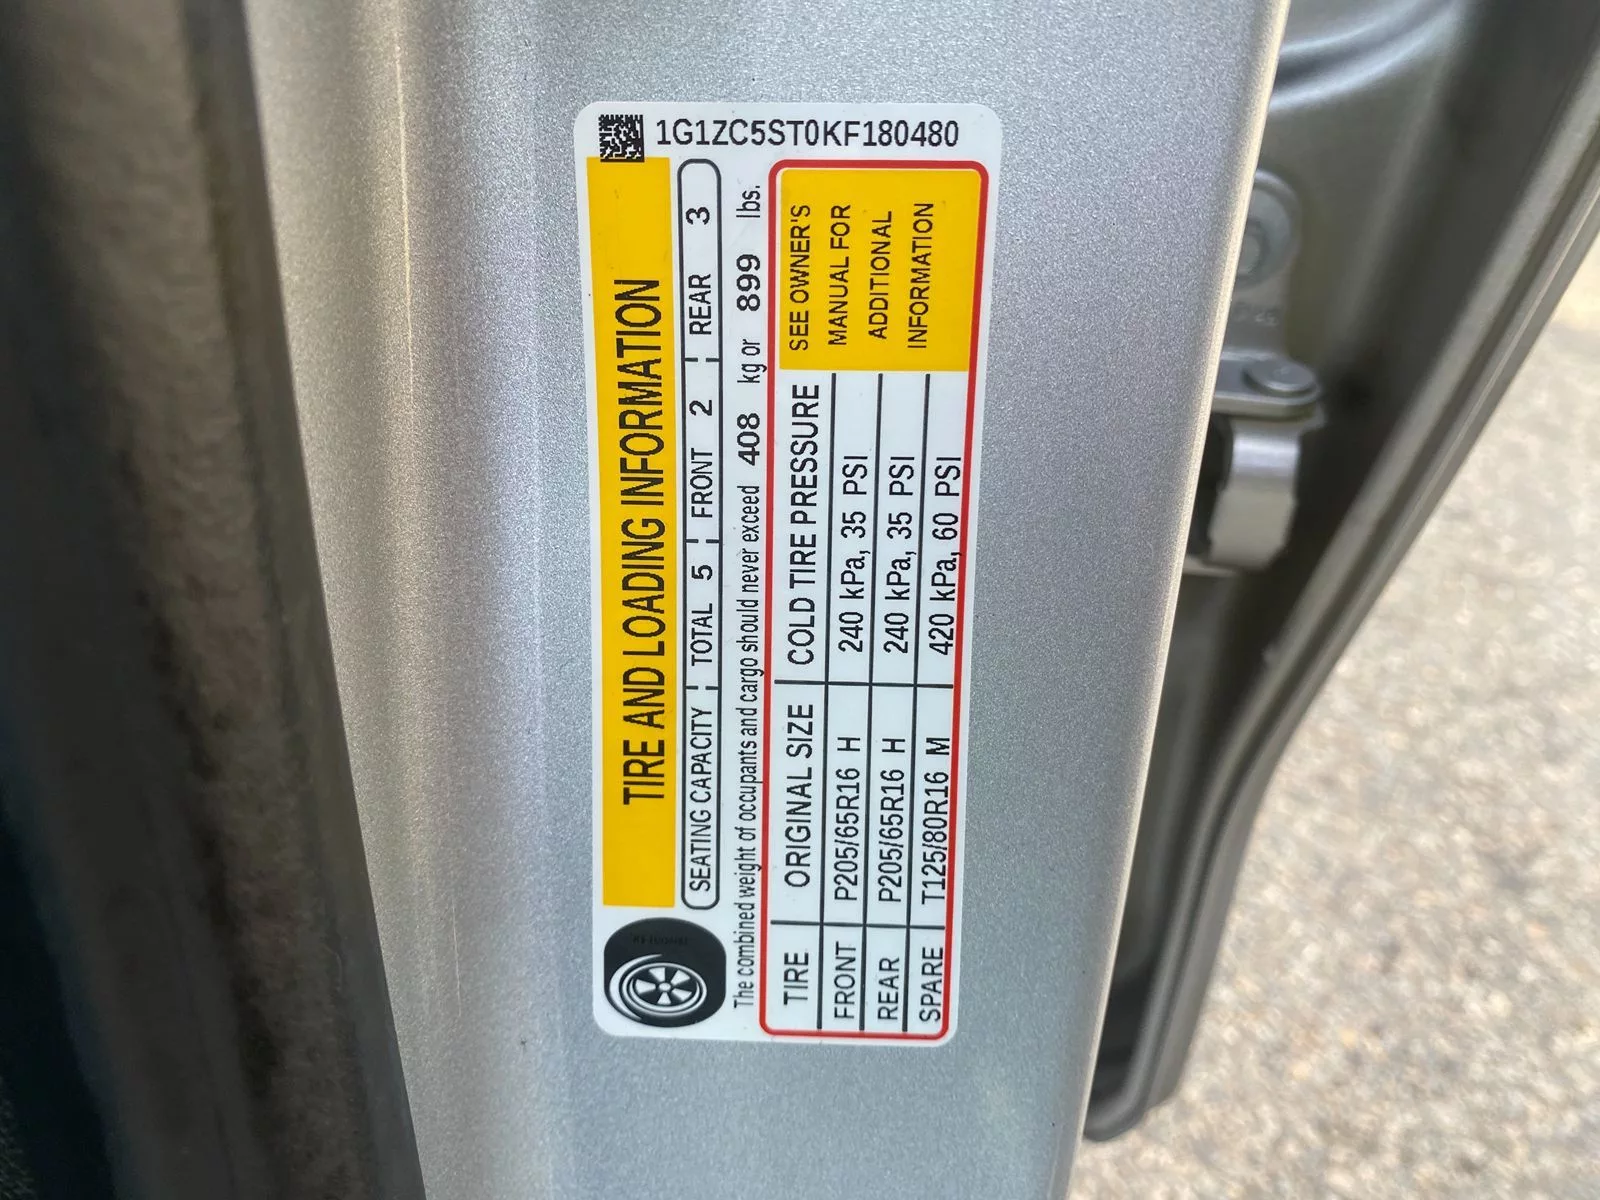 1G1ZC5ST0KF180480
TIRE AND LOADING INFORMATION
SEATING CAPACITY TOTAL 5 FRONT 2 REAR 3
The combined weight of occupants and cargo should never exceed 408 kg or 899 lbs.
TIRE ORIGINAL SIZE COLD TIRE PRESSURE
FRONT P205/65R16 H 240 kPa, 35 PSI
REAR P205/65R16 H 240 kPa, 35 PSI
SPARE T125/80R16 M 420 kPa, 60 PSI
SEE OWNER'S
MANUAL FOR
ADDITIONAL
INFORMATION